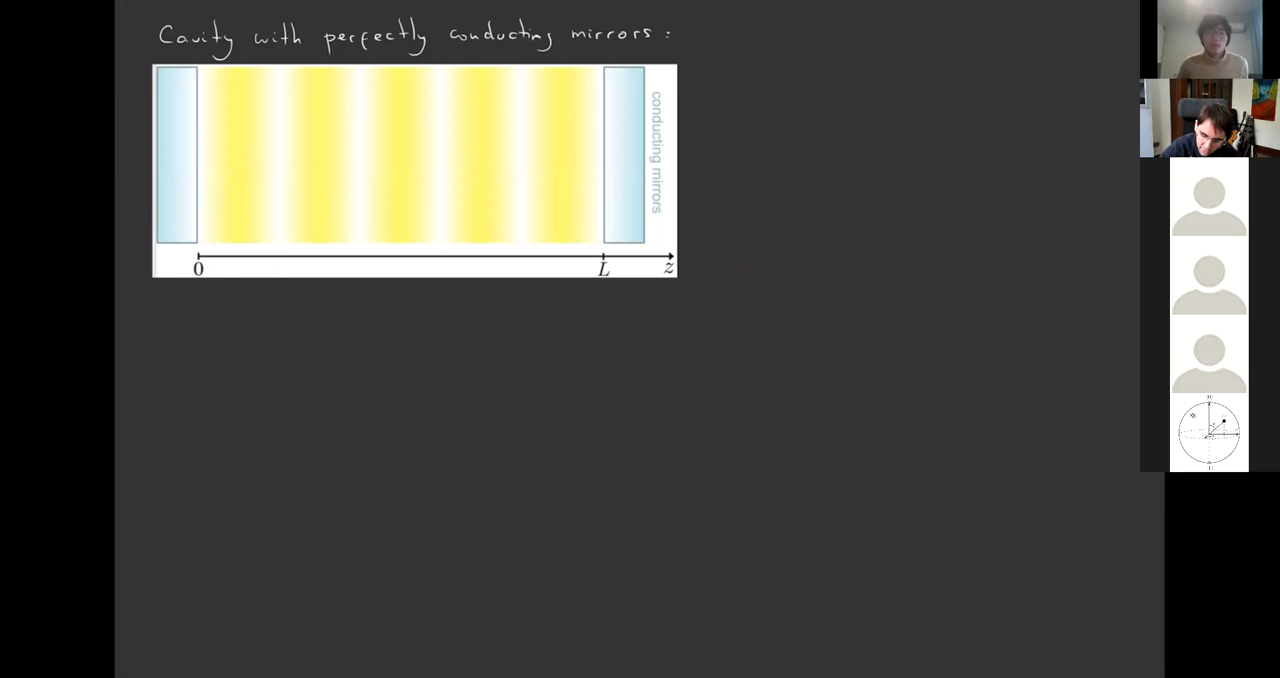 Cavity with perfectly conducting mirrors:
conducting mirrors
0 L z